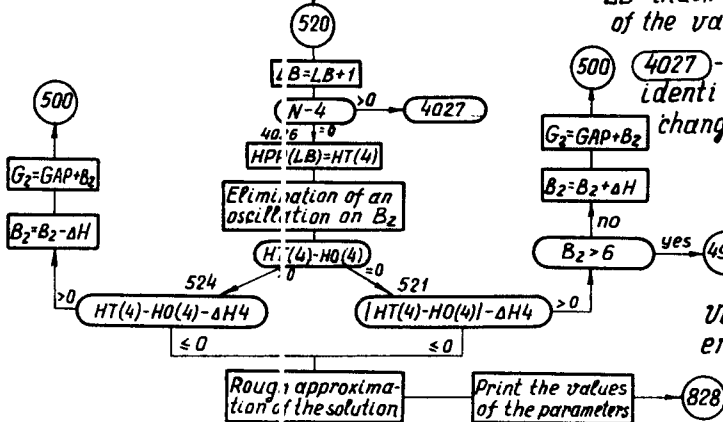 520
of the va
LB=LB+1
500
500
4027 -
N-4
>0
4027
identi
chang
4026
=0
G₂=GAP+B₂
HPP(LB)=HT(4)
G₂=GAP+B₂
Elimination of an
oscillation on B₂
B₂=B₂-ΔH
B₂=B₂+ΔH
no
HT(4)-HO(4)
B₂>6
yes
524
521
>0
HT(4)-HO(4)-ΔH4
|HT(4)-HO(4)|-ΔH4
>0
≤0
≤0
Rough approxima-
tion of the solution
Print the values
of the parameters
828